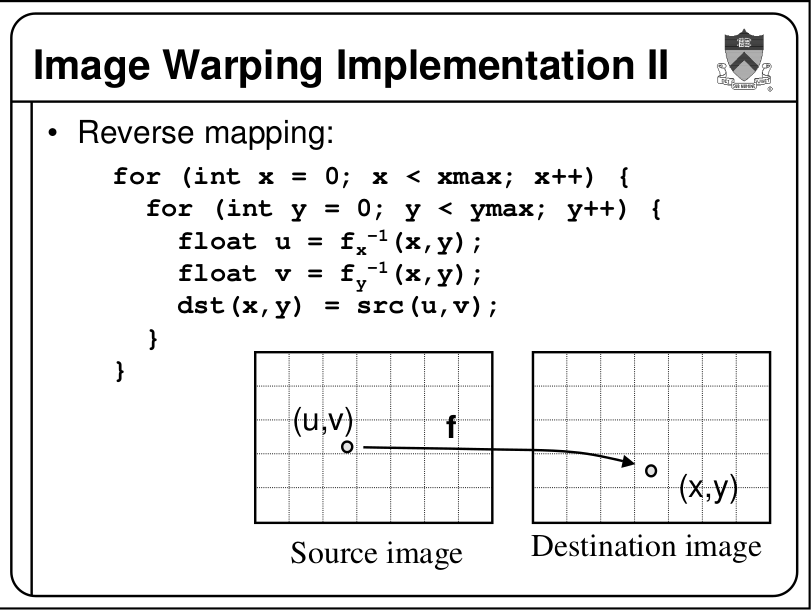 Image Warping Implementation II
• Reverse mapping:
for (int x = 0; x < xmax; x++) {
for (int y = 0; y < ymax; y++) {
float u = fₓ⁻¹(x,y);
float v = f_y⁻¹(x,y);
dst(x,y) = src(u,v);
}
}
(u,v)
f
(x,y)
Source image
Destination image